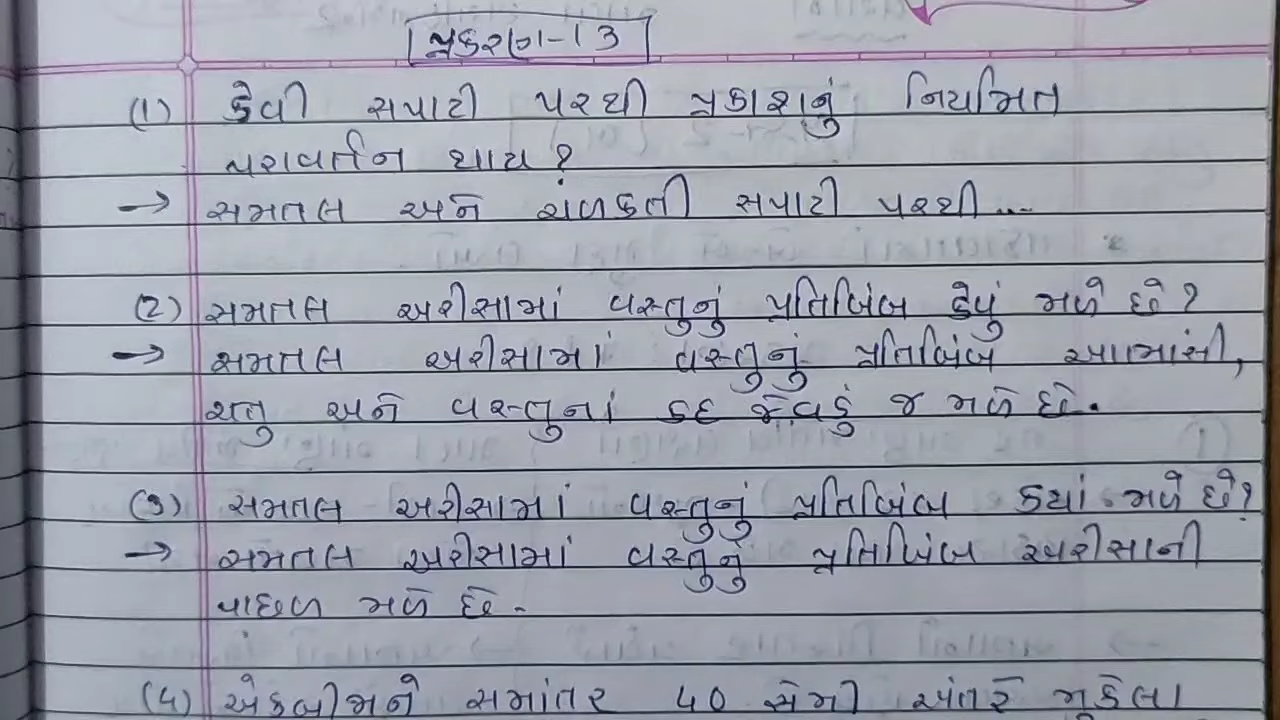 પ્રકરણ-13
(1) કેવી સપાટી પરથી પ્રકાશનું નિયમિત
પરાવર્તન થાય?
→ સમતલ અને ચળકતી સપાટી પરથી...
(2) સમતલ અરીસામાં વસ્તુનું પ્રતિબિંબ કેવું મળે છે?
→ સમતલ અરીસામાં વસ્તુનું પ્રતિબિંબ આભાસી,
ચતુ અને વસ્તુનાં કદ જેવડું જ મળે છે.
(3) સમતલ અરીસામાં વસ્તુનું પ્રતિબિંબ કયાં મળે છે?
→ સમતલ અરીસામાં વસ્તુનું પ્રતિબિંબ અરીસાની
પાછળ મળે છે.
(4) એકબીજાને સમાંતર 40 સેમી અંતરે મુકેલા